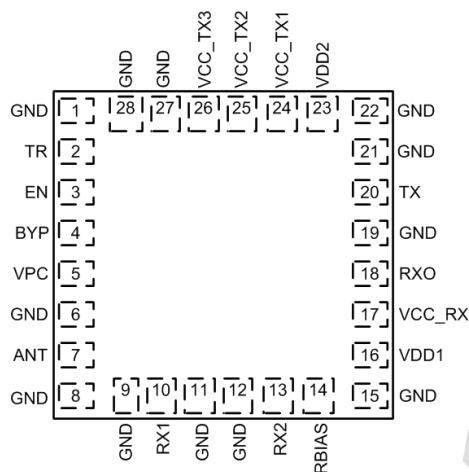 GND
GND
VCC_TX3
VCC_TX2
VCC_TX1
VDD2
28
27
26
25
24
23
GND 1
TR 2
EN 3
BYP 4
VPC 5
GND 6
ANT 7
GND 8
22 GND
21 GND
20 TX
19 GND
18 RXO
17 VCC_RX
16 VDD1
15 GND
9
10
11
12
13
14
GND
RX1
GND
GND
RX2
RBIAS